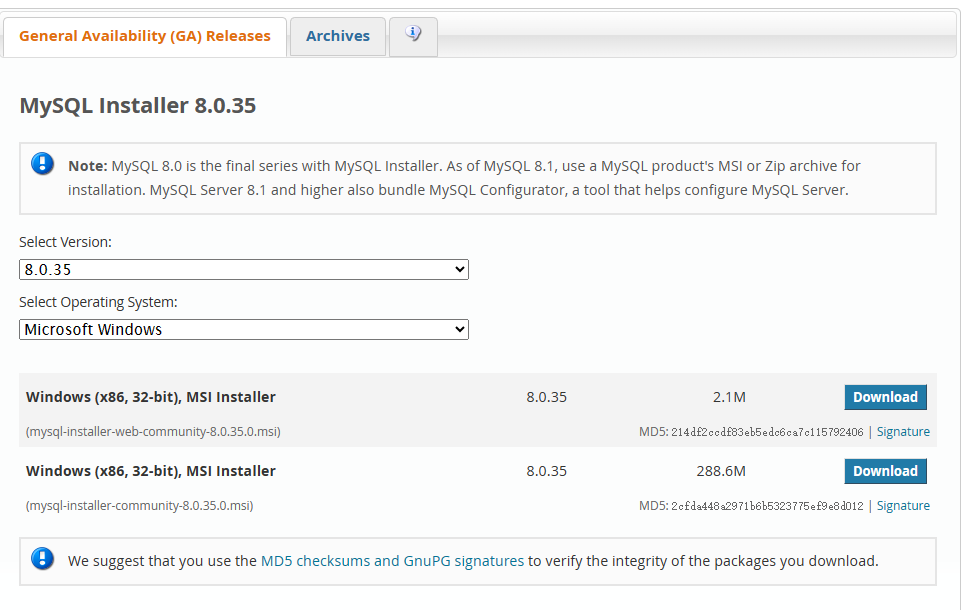 General Availability (GA) Releases
Archives
MySQL Installer 8.0.35
Note: MySQL 8.0 is the final series with MySQL Installer. As of MySQL 8.1, use a MySQL product's MSI or Zip archive for
installation. MySQL Server 8.1 and higher also bundle MySQL Configurator, a tool that helps configure MySQL Server.
Select Version:
8.0.35
Select Operating System:
Microsoft Windows
Windows (x86, 32-bit), MSI Installer 8.0.35 2.1M Download
(mysql-installer-web-community-8.0.35.0.msi) MD5: 214df2ccdf83eb5edc6ca7c115792406 | Signature
Windows (x86, 32-bit), MSI Installer 8.0.35 288.6M Download
(mysql-installer-community-8.0.35.0.msi) MD5: 2cfda448a2971b6b5323775ef9e8d012 | Signature
We suggest that you use the MD5 checksums and GnuPG signatures to verify the integrity of the packages you download.